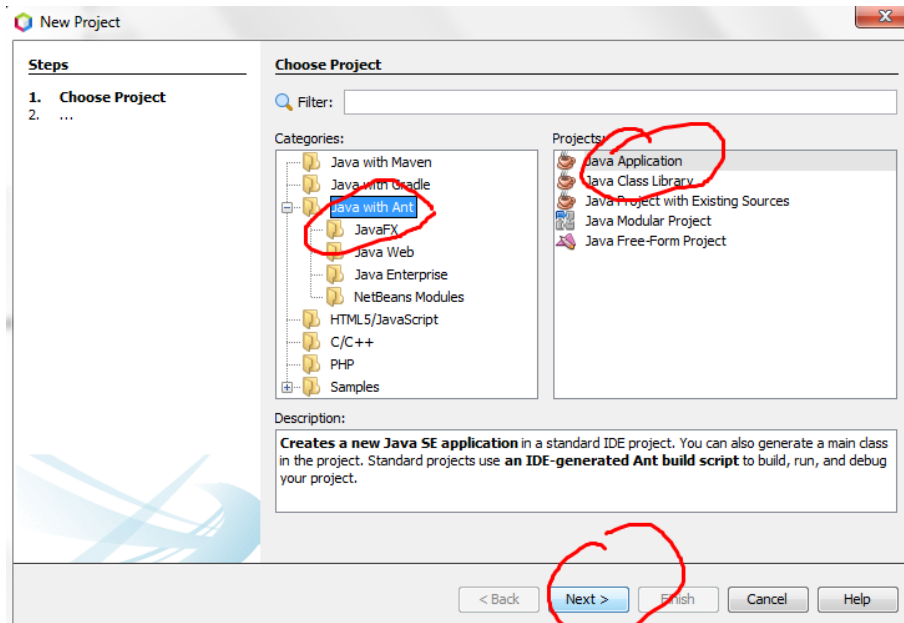 New Project
Steps
1. Choose Project
2. ...
Choose Project
Filter:
Categories:
Java with Maven
Java with Gradle
Java with Ant
JavaFX
Java Web
Java Enterprise
NetBeans Modules
HTML5/JavaScript
C/C++
PHP
Samples
Projects:
Java Application
Java Class Library
Java Project with Existing Sources
Java Modular Project
Java Free-Form Project
Description:
Creates a new Java SE application in a standard IDE project. You can also generate a main class
in the project. Standard projects use an IDE-generated Ant build script to build, run, and debug
your project.
< Back
Next >
Finish
Cancel
Help